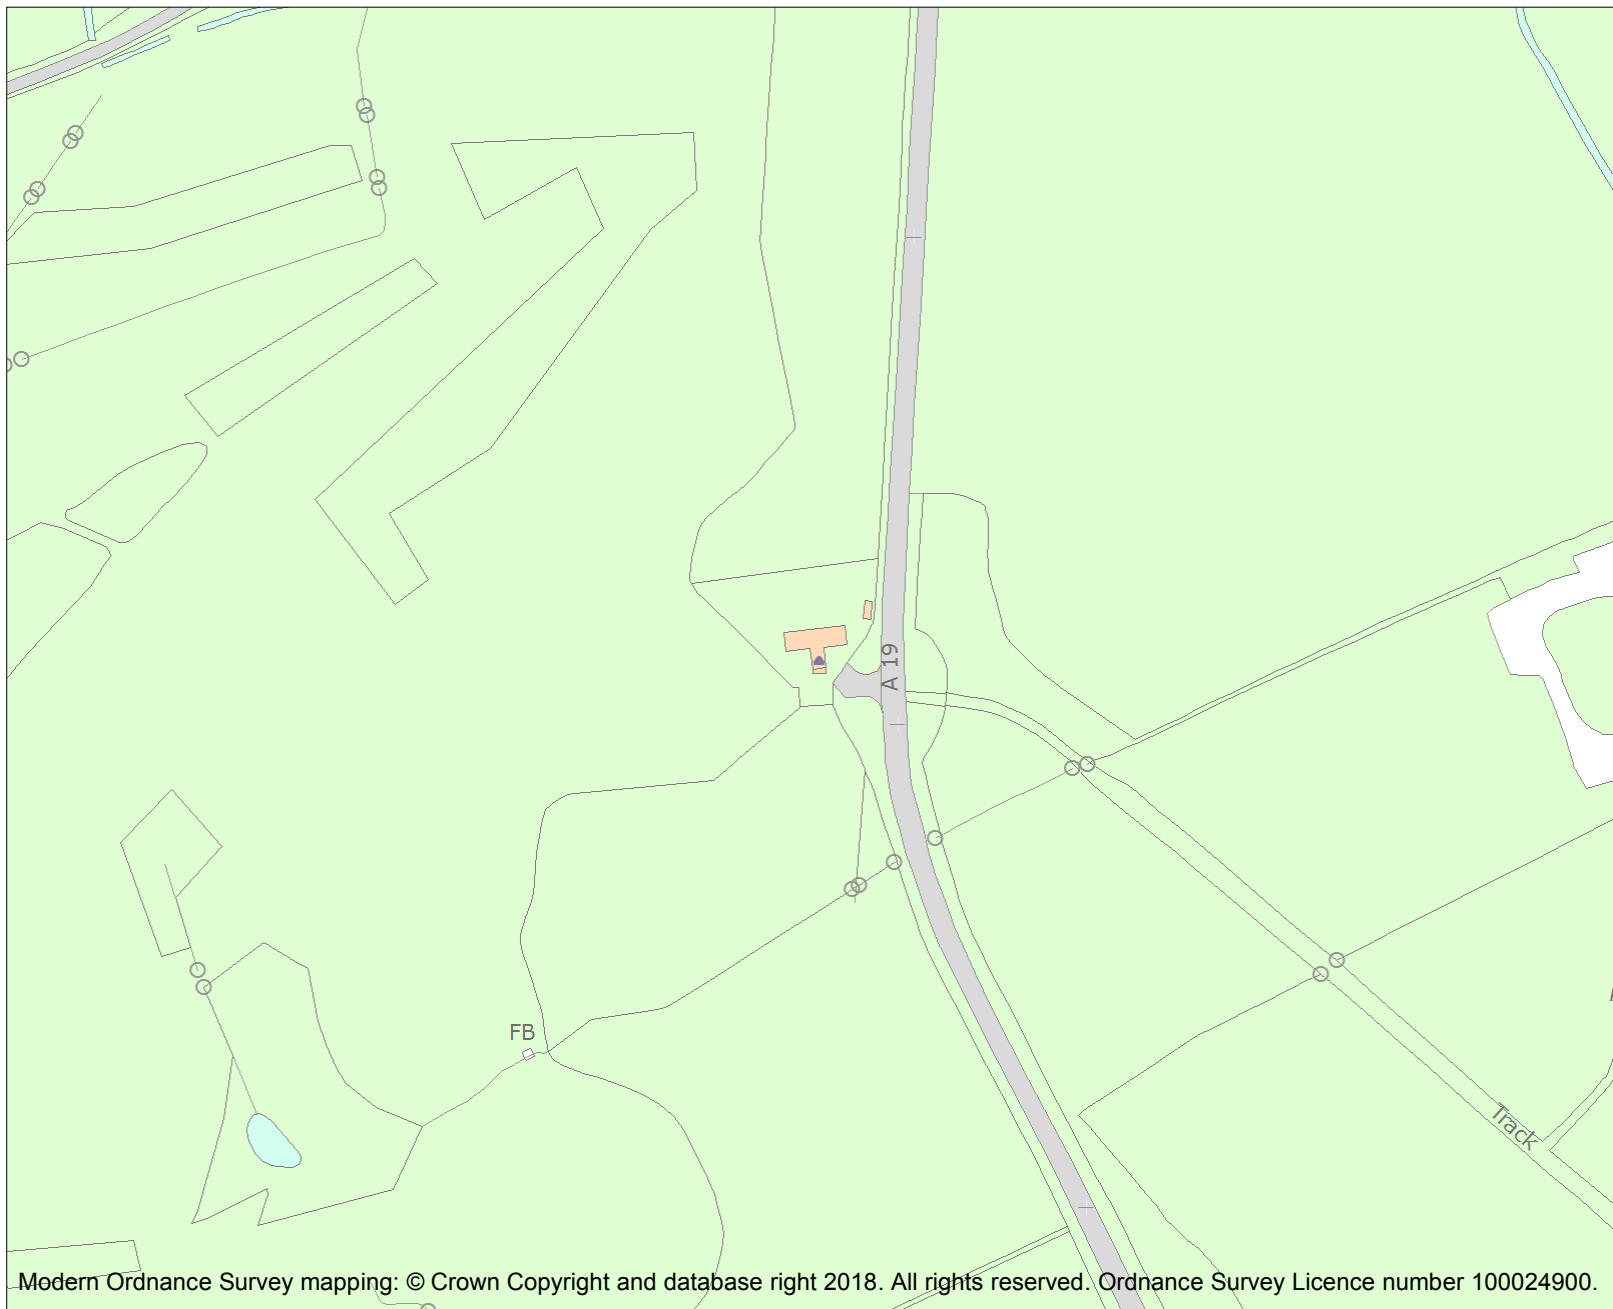 A 19
FB
Track
Modern Ordnance Survey mapping: © Crown Copyright and database right 2018. All rights reserved. Ordnance Survey Licence number 100024900.